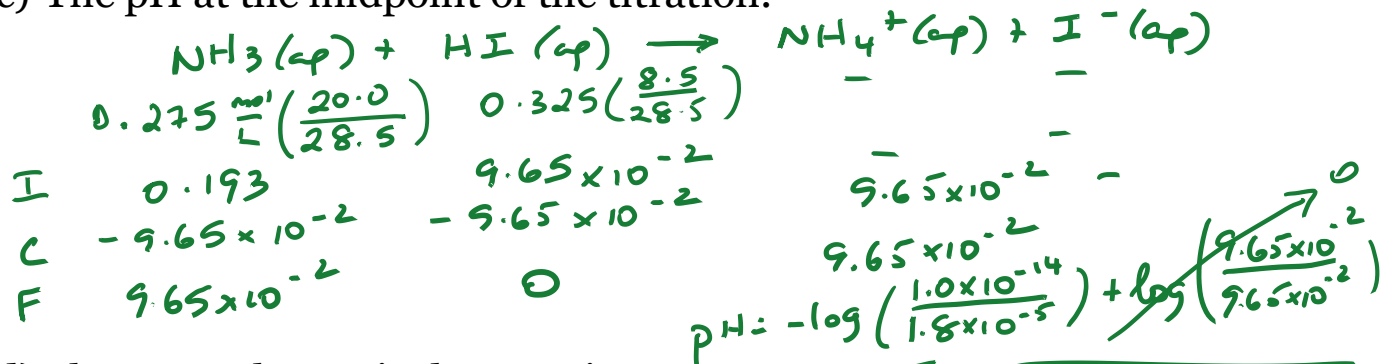 c) The pH at the midpoint of the titration.
NH3 (aq) + HI (aq) → NH4+ (aq) + I- (aq)
0.275 mol/L (20.0/28.5) 0.325 (8.5/28.5) — —
I 0.193 9.65 x 10^-2 — —
C - 9.65 x 10^-2 - 9.65 x 10^-2 9.65 x 10^-2 -
F 9.65 x 10^-2 0 9.65 x 10^-2
pH = -log (1.0 x 10^-14 / 1.8 x 10^-5) + log (9.65 x 10^-2 / 9.65 x 10^-2) 0